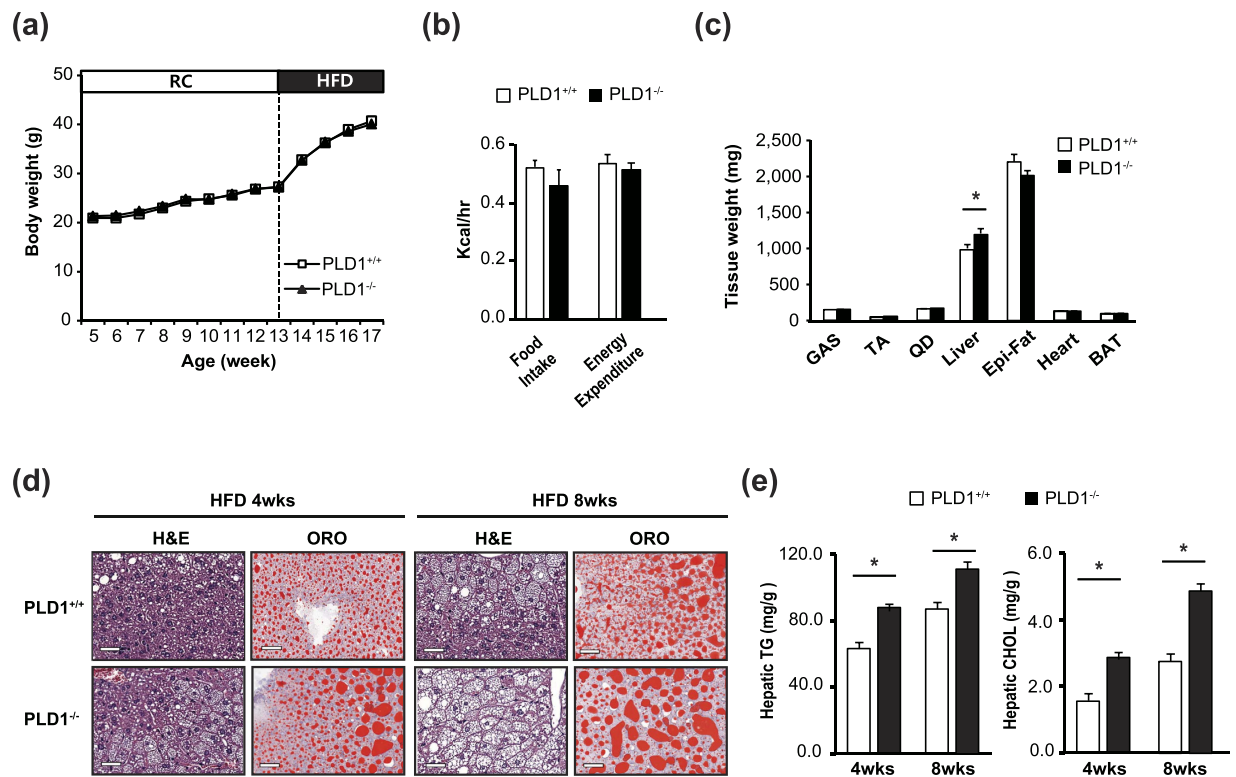 (a)
RC
HFD
50
40
30
20
10
0
Body weight (g)
PLD1+/+
PLD1-/-
5 6 7 8 9 10 11 12 13 14 15 16 17
Age (week)
(b)
PLD1+/+ PLD1-/-
0.6
0.4
0.2
0.0
Kcal/hr
Food
Intake
Energy
Expenditure
(c)
PLD1+/+
PLD1-/-
2,500
2,000
1,500
1,000
500
0
Tissue weight (mg)
*
GAS TA QD Liver Epi-Fat Heart BAT
(d)
HFD 4wks HFD 8wks
H&E ORO H&E ORO
PLD1+/+
PLD1-/-
(e)
PLD1+/+ PLD1-/-
120.0
80.0
40.0
0.0
Hepatic TG (mg/g)
* *
4wks 8wks
6.0
4.0
2.0
0.0
Hepatic CHOL (mg/g)
* *
4wks 8wks